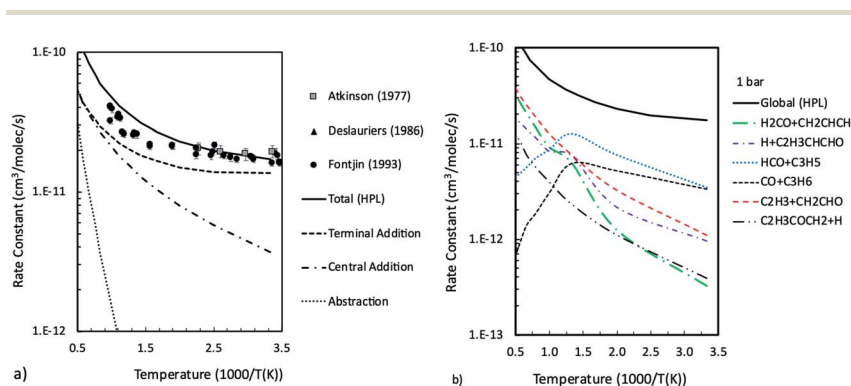 1.E-10
1.E-11
1.E-12
Rate Constant (cm3/molec/s)
0.5 1.5 2.5 3.5
Temperature (1000/T(K)
a)
Atkinson (1977)
Deslauriers (1986)
Fontjin (1993)
Total (HPL)
Terminal Addition
Central Addition
Abstraction
1.E-10
1.E-11
1.E-12
1.E-13
Rate Constant (cm3/molec/s)
0.5 1.0 1.5 2.0 2.5 3.0 3.5
Temperature (1000/T(K)
b)
1 bar
Global (HPL)
H2CO+CH2CHCH
H+C2H3CHCHO
HCO+C3H5
CO+C3H6
C2H3+CH2CHO
C2H3COCH2+H